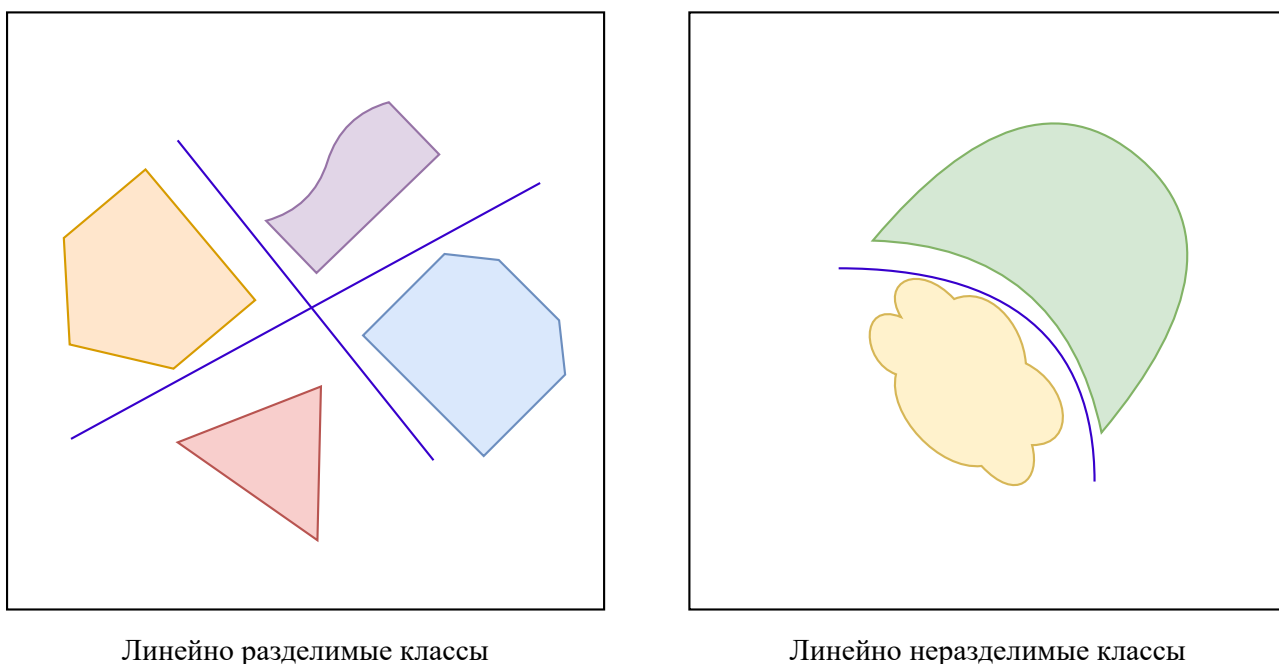 Линейно разделимые классы
Линейно неразделимые классы